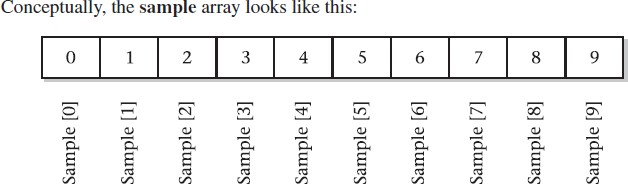 Conceptually, the sample array looks like this:
0 1 2 3 4 5 6 7 8 9
Sample [0]
Sample [1]
Sample [2]
Sample [3]
Sample [4]
Sample [5]
Sample [6]
Sample [7]
Sample [8]
Sample [9]